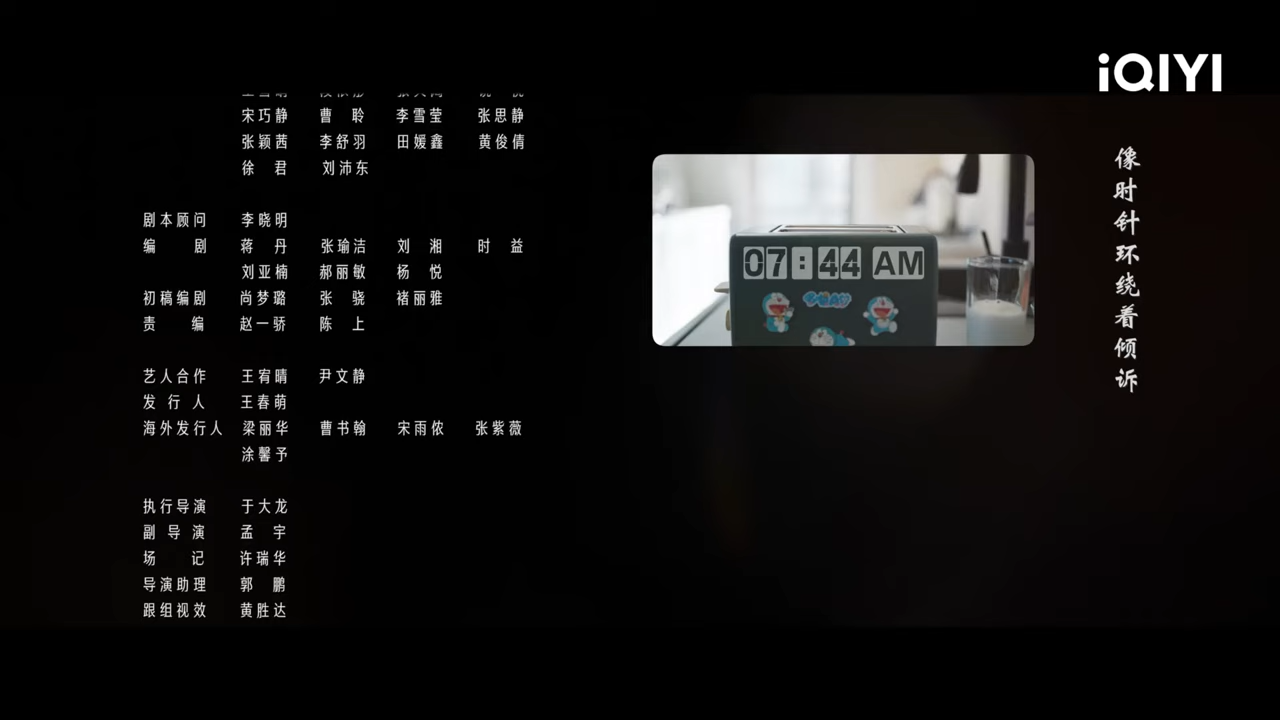 iQIYI
宋巧静 曹聆 李雪莹 张思静
张颖茜 李舒羽 田媛鑫 黄俊倩
徐君 刘沛东
剧本顾问 李晓明
编剧 蒋丹 张瑜洁 刘湘 时益
刘亚楠 郝丽敏 杨悦
初稿编剧 尚梦璐 张骁 褚丽雅
责编 赵一骄 陈上
艺人合作 王宥晴 尹文静
发行人 王春萌
海外发行人 梁丽华 曹书翰 宋雨侬 张紫薇
涂馨予
执行导演 于大龙
副导演 孟宇
场记 许瑞华
导演助理 郭鹏
跟组视效 黄胜达
07:44 AM
像时针环绕着倾诉